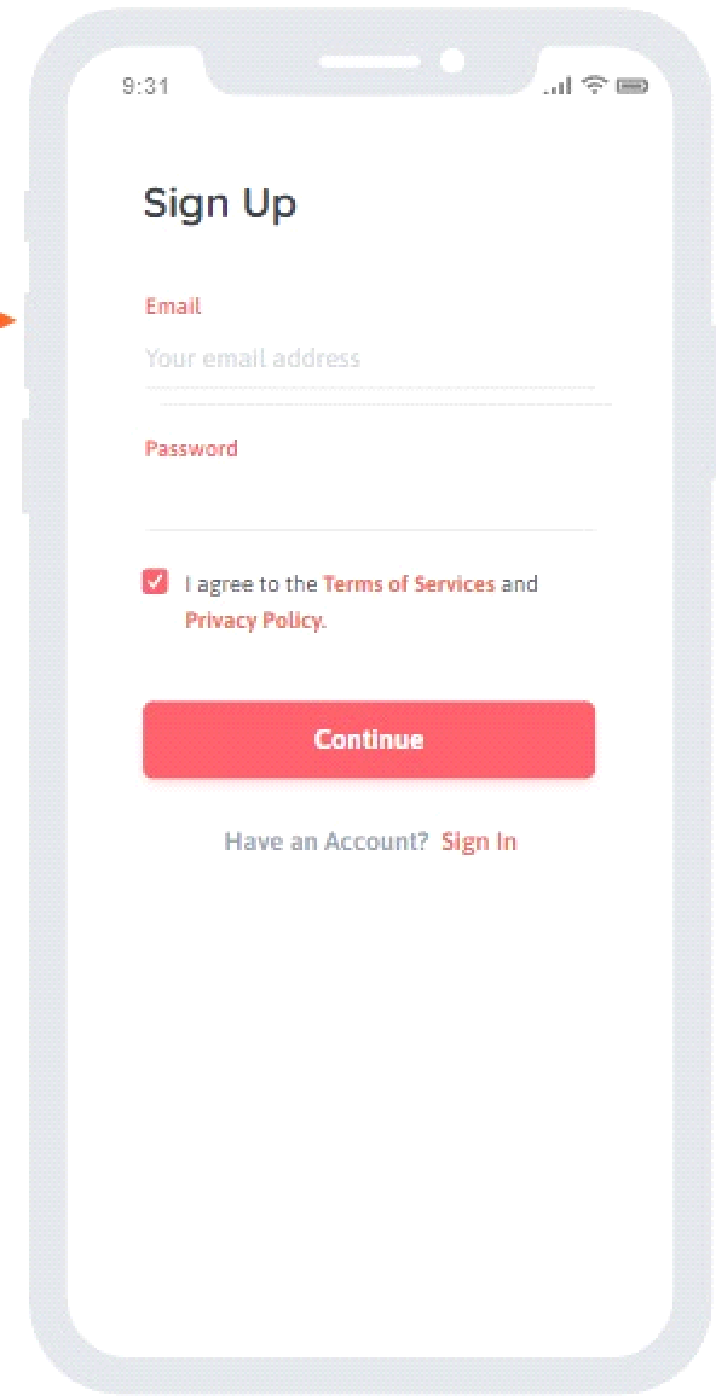 9:31
Sign Up
Email
Your email address
Password
I agree to the Terms of Services and
Privacy Policy.
Continue
Have an Account? Sign In